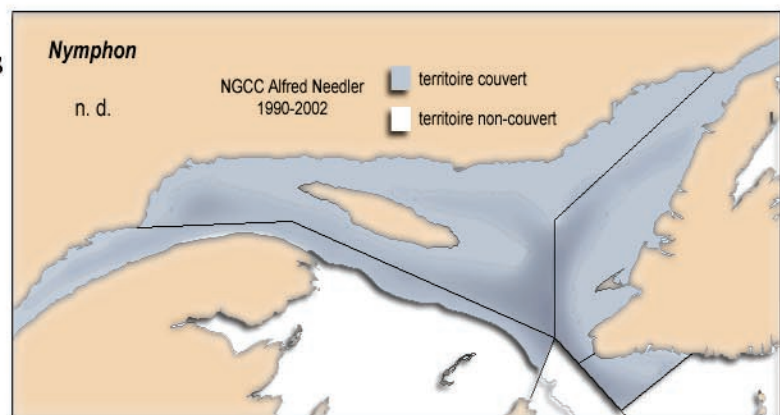 Nymphon
n. d.
NGCC Alfred Needler
1990-2002
territoire couvert
territoire non-couvert